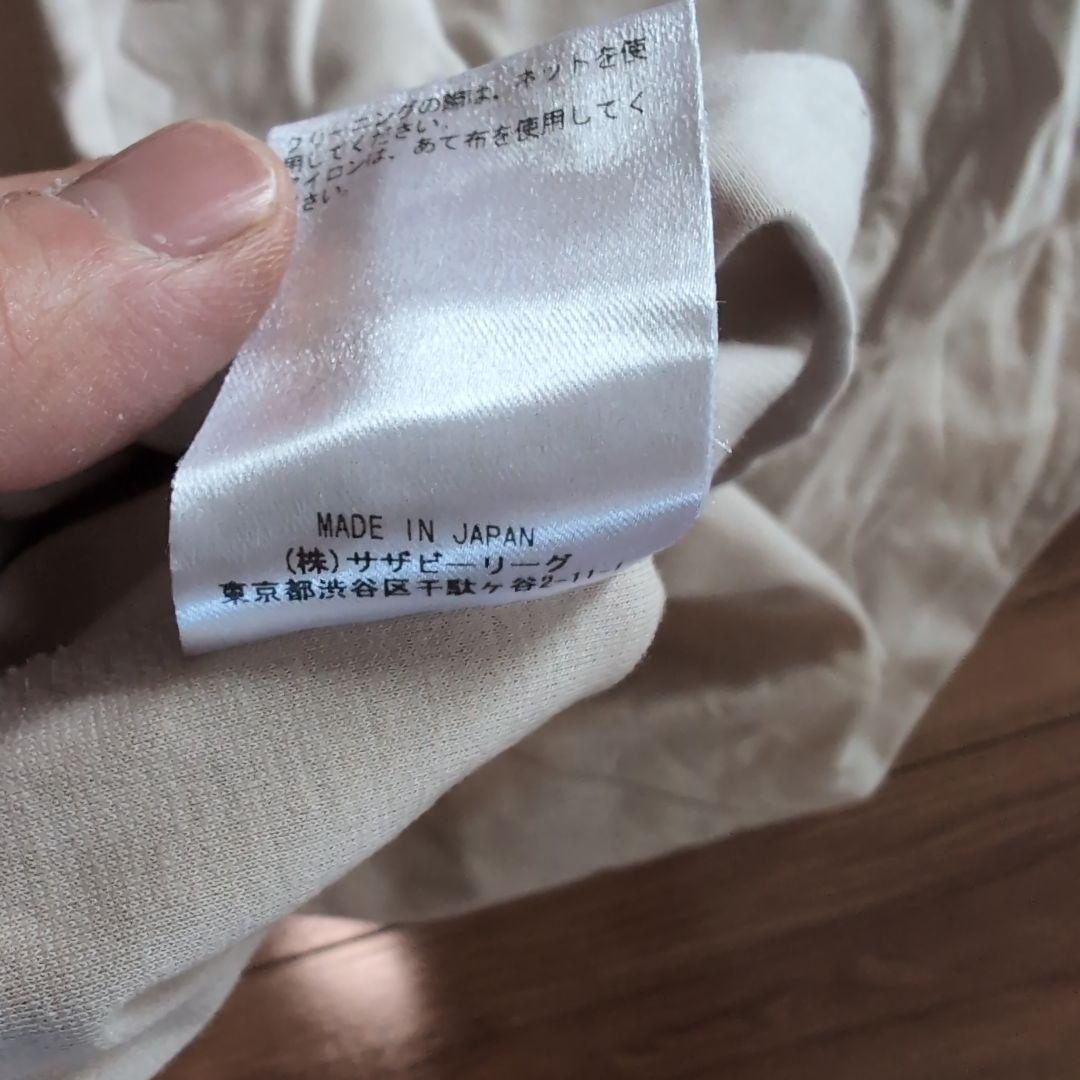 クリーニングの際は、ネットを使
用してください。
アイロンは、あて布を使用してく
ださい。
MADE IN JAPAN
(株)サザビーリーグ
東京都渋谷区千駄ヶ谷2-11-1